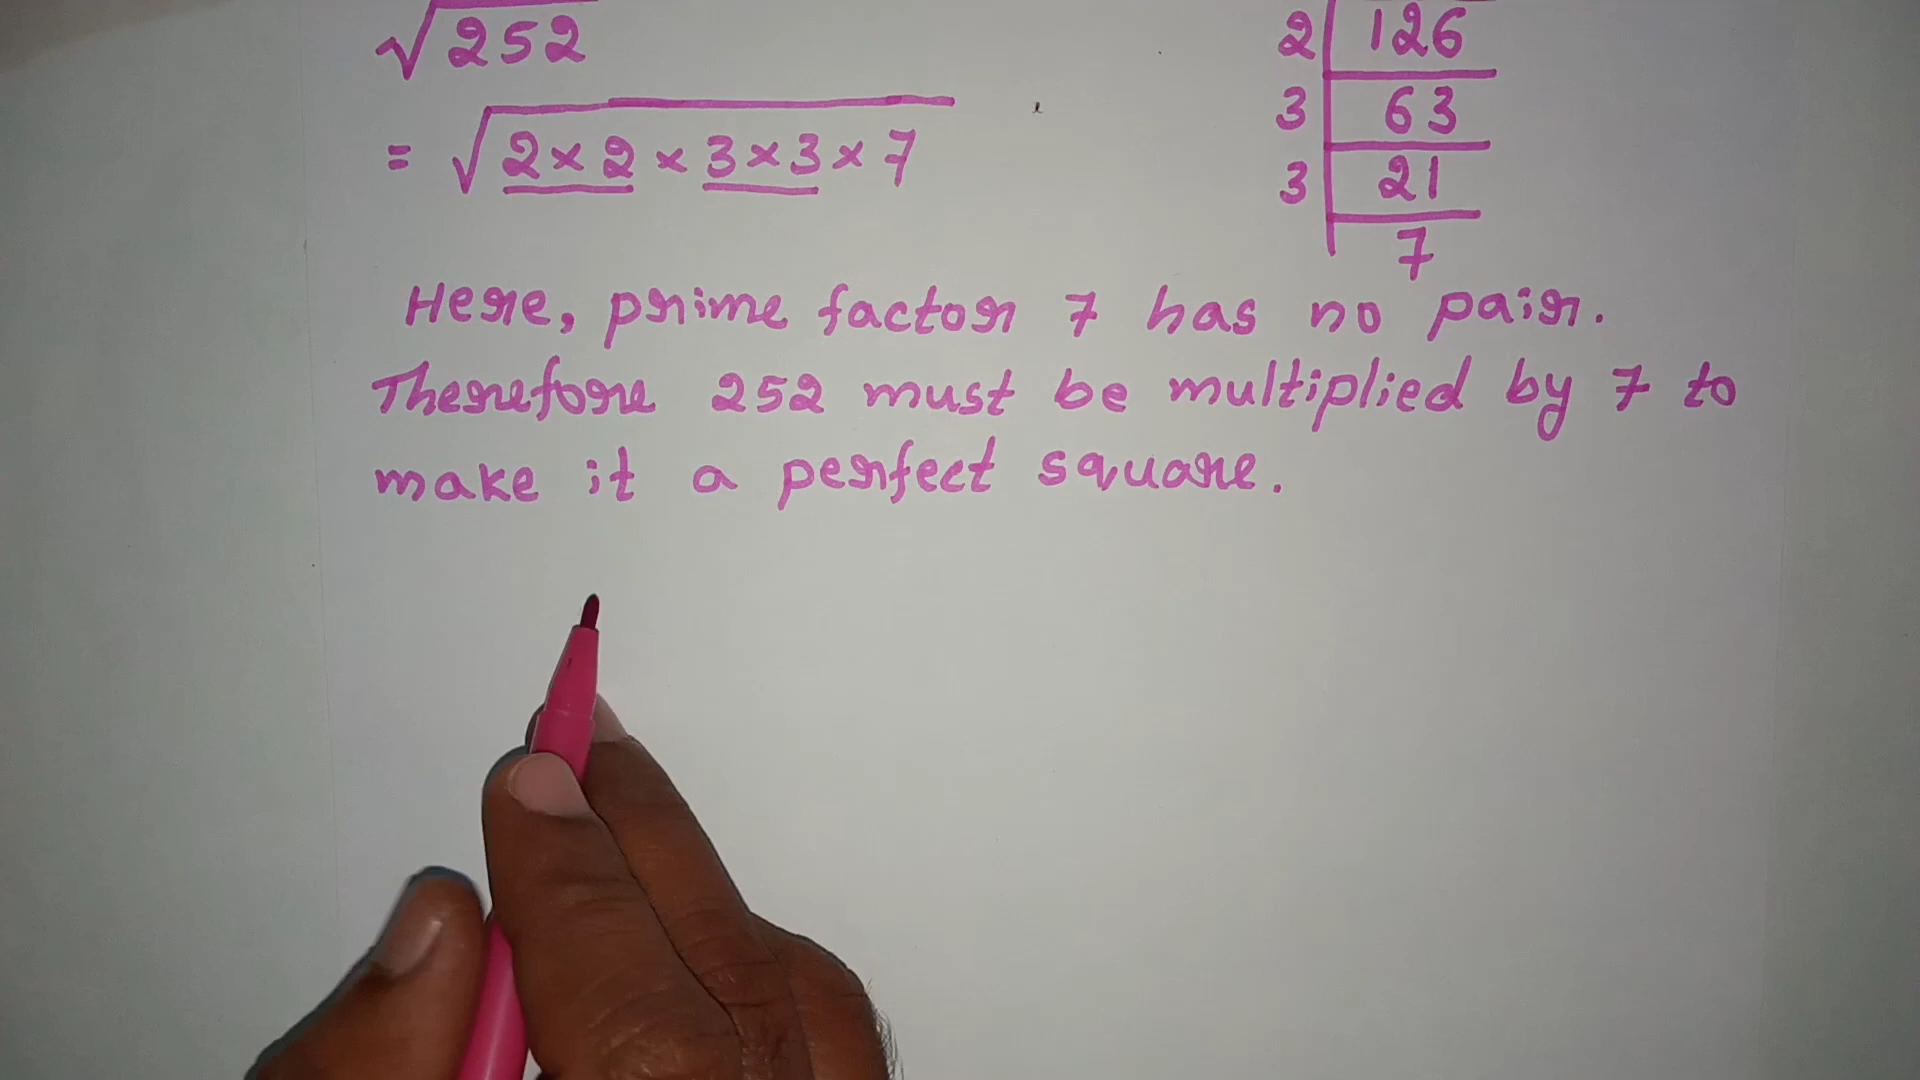 √252
= √2×2×3×3×7
2 | 126
3 | 63
3 | 21
7
Here, prime factor 7 has no pair.
Therefore 252 must be multiplied by 7 to
make it a perfect square.